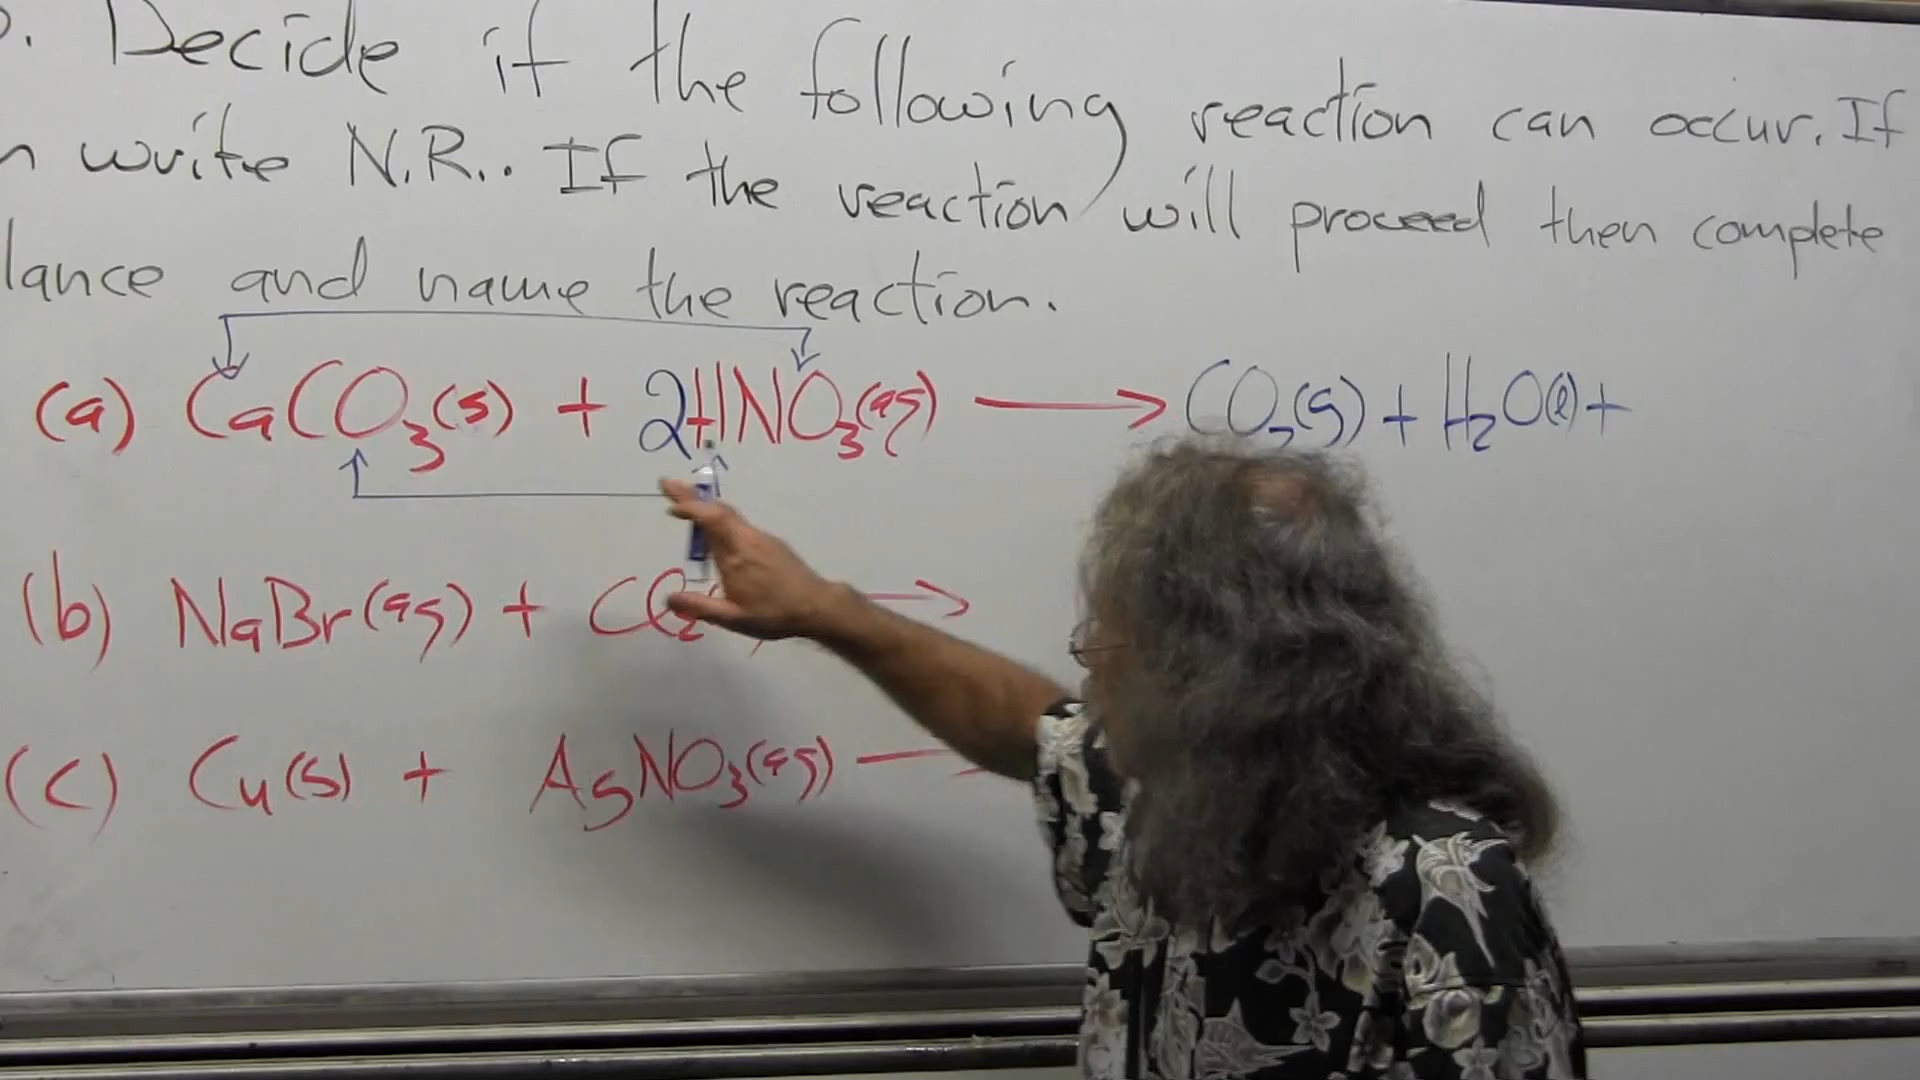 . Decide if the following reaction can occur. If
n write N.R.. If the reaction will proceed then complete
lance and name the reaction.
(a) CaCO₃(s) + 2HNO₃(aq) → CO₂(g) + H₂O(l) +
(b) NaBr(aq) + →
(c) Cu(s) + AgNO₃(aq) —